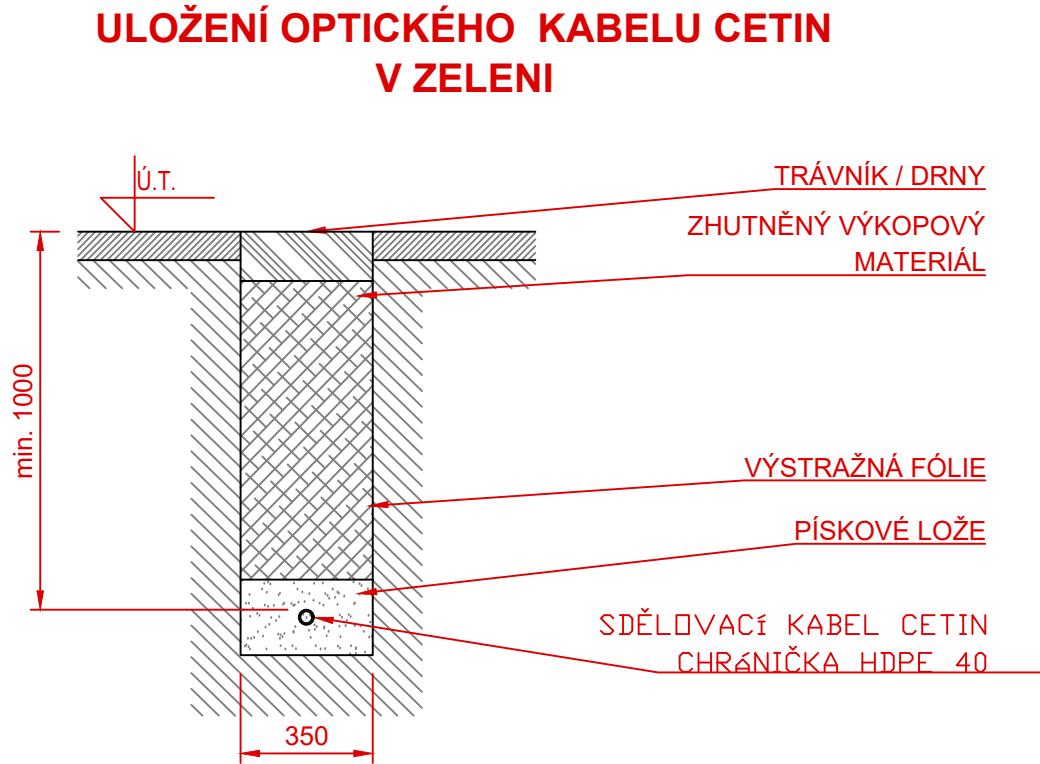 ULOŽENÍ OPTICKÉHO KABELU CETIN
V ZELENI
Ú.T.
TRÁVNÍK / DRNY
ZHUTNĚNÝ VÝKOPOVÝ
MATERIÁL
min. 1000
VÝSTRAŽNÁ FÓLIE
PÍSKOVÉ LOŽE
SDĚLOVACÍ KABEL CETIN
CHRÁNIČKA HDPE 40
350